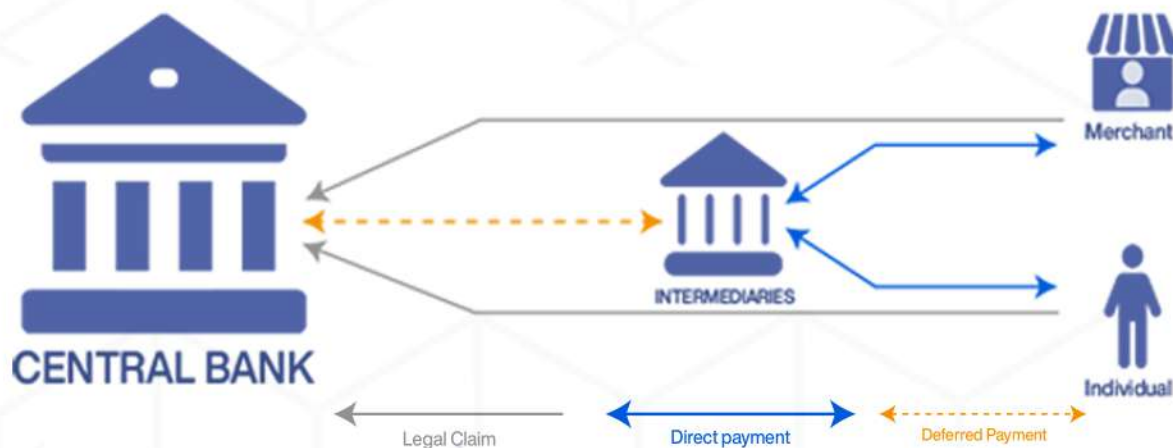 Merchant
INTERMEDIARIES
CENTRAL BANK
Individual
Legal Claim
Direct payment
Deferred Payment